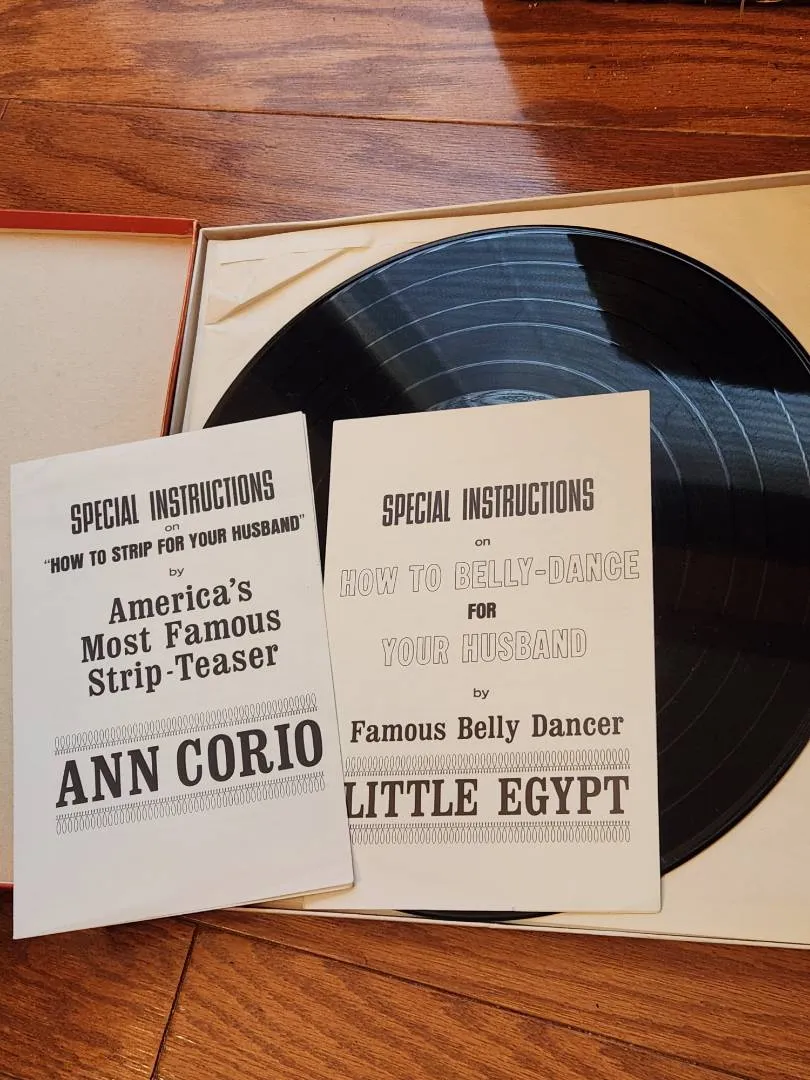 SPECIAL INSTRUCTIONS
on
"HOW TO STRIP FOR YOUR HUSBAND"
by
America's
Most Famous
Strip-Teaser
ANN CORIO
SPECIAL INSTRUCTIONS
on
HOW TO BELLY-DANCE
FOR
YOUR HUSBAND
by
Famous Belly Dancer
LITTLE EGYPT